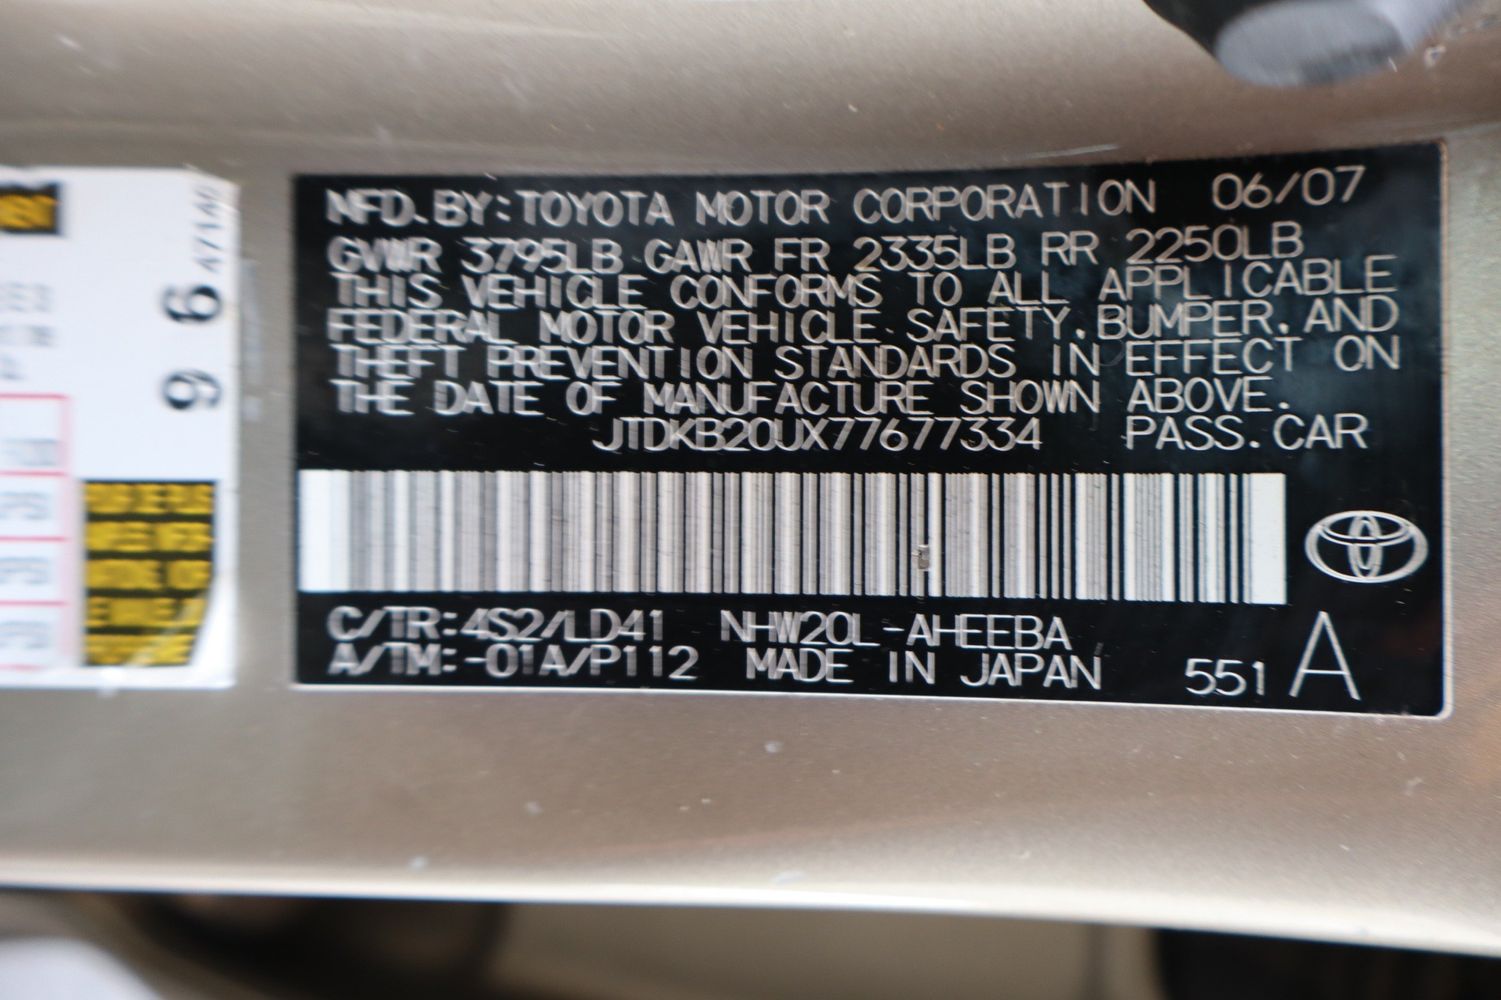 MFD. BY: TOYOTA MOTOR CORPORATION 06/07
GVWR 3795LB GAWR FR 2335LB RR 2250LB
THIS VEHICLE CONFORMS TO ALL APPLICABLE
FEDERAL MOTOR VEHICLE SAFETY, BUMPER, AND
THEFT PREVENTION STANDARDS IN EFFECT ON
THE DATE OF MANUFACTURE SHOWN ABOVE.
JTDKB20UX77677334 PASS. CAR
C/TR: 4S2/LD41 NHW20L-AHEEBA
A/TM: -01A/P112 MADE IN JAPAN 551 A
47140
96